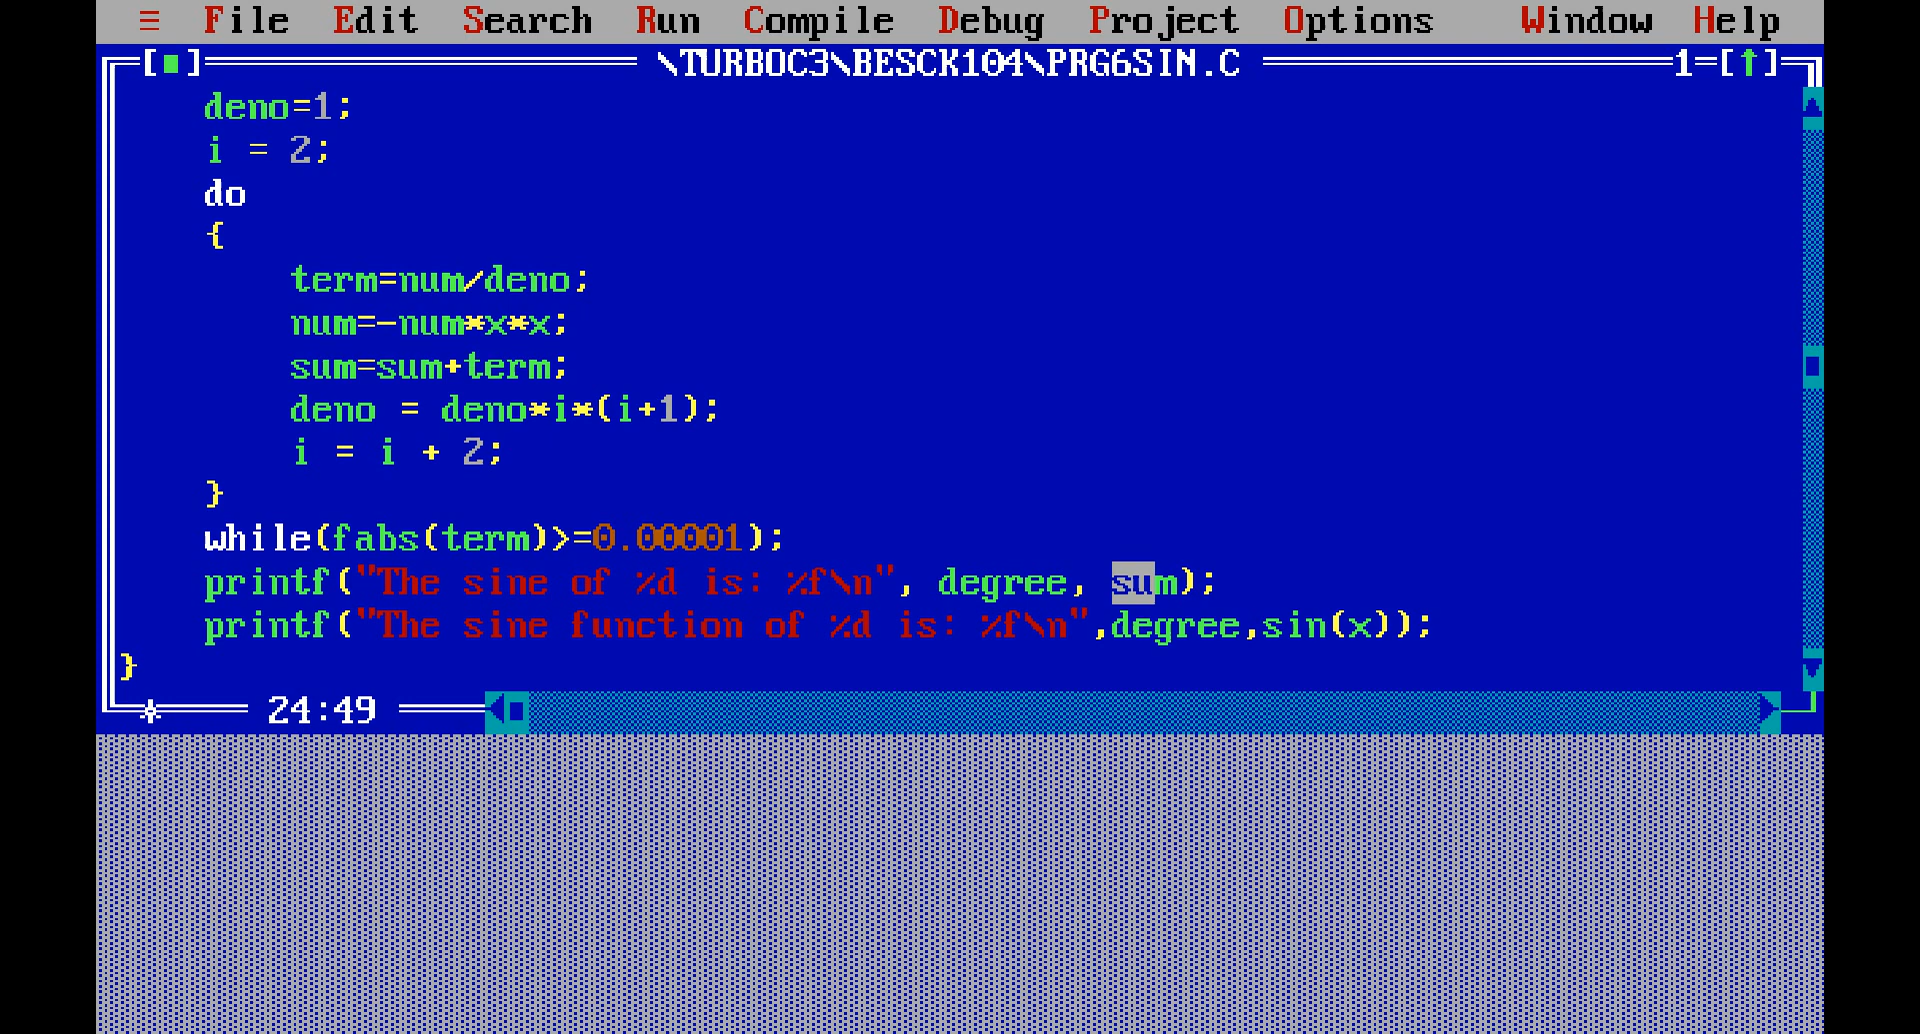 ≡ File Edit Search Run Compile Debug Project Options Window Help
[■] \TURBOC3\BESCK104\PRG6SIN.C 1=[↑]
deno=1;
i = 2;
do
{
term=num/deno;
num=-num*x*x;
sum=sum+term;
deno = deno*i*(i+1);
i = i + 2;
}
while(fabs(term)>=0.00001);
printf("The sine of %d is: %f\n", degree, sum);
printf("The sine function of %d is: %f\n",degree,sin(x));
}
* 24:49